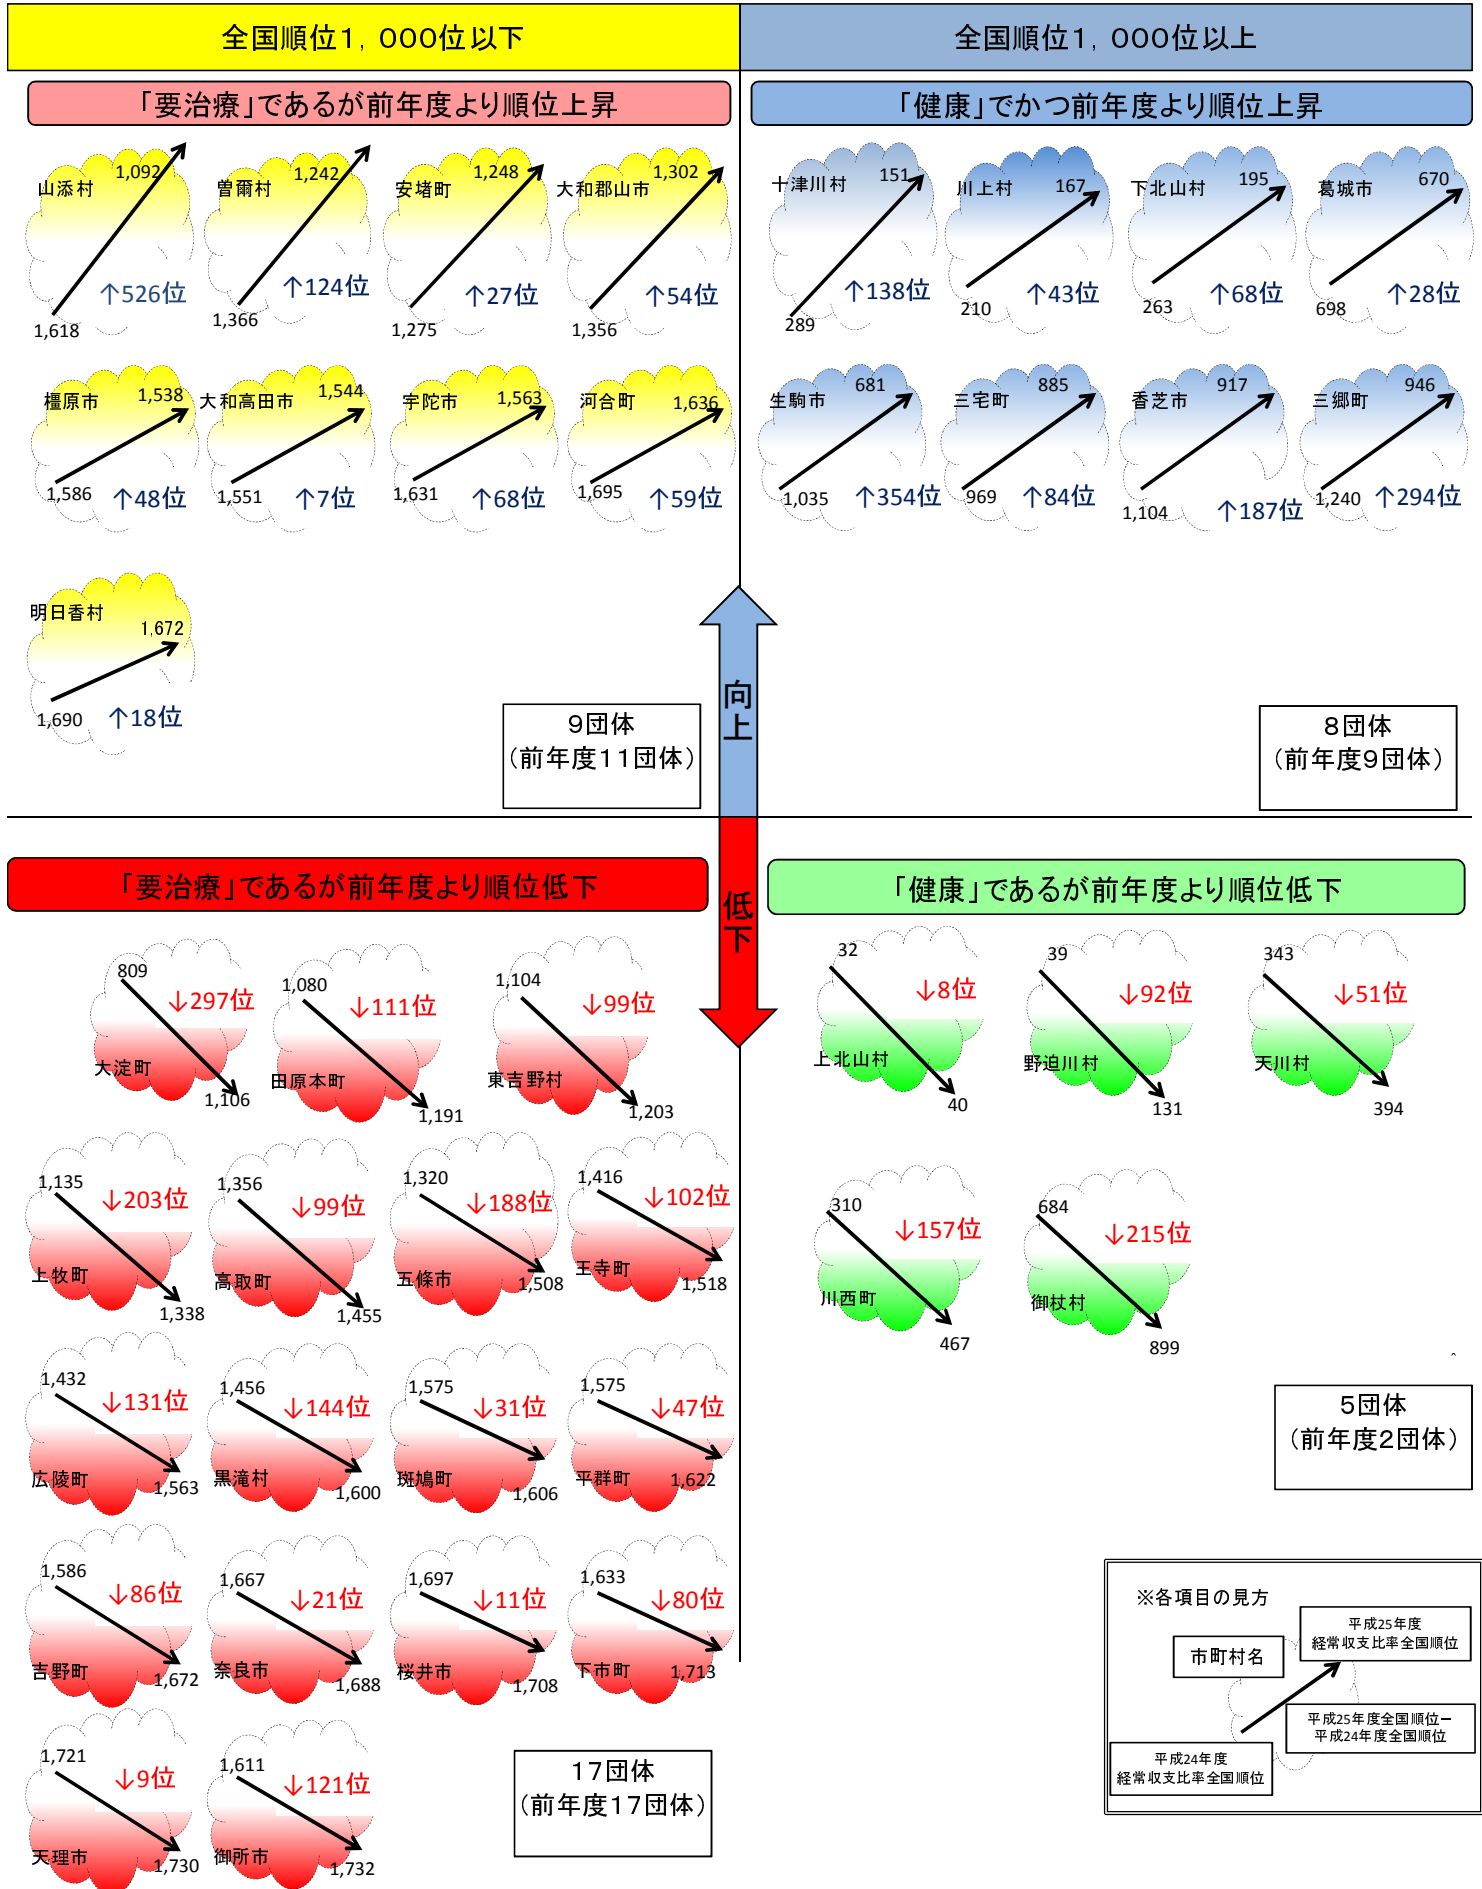 全国順位１，０００位以下
全国順位１，０００位以上
「要治療」であるが前年度より順位上昇
「健康」でかつ前年度より順位上昇
山添村
1,092
↑526位
1,618
曽爾村
1,242
↑124位
1,366
安堵町
1,248
↑27位
1,275
大和郡山市
1,302
↑54位
1,356
十津川村
151
↑138位
289
川上村
167
↑43位
210
下北山村
195
↑68位
263
葛城市
670
↑28位
698
橿原市
1,538
↑48位
1,586
大和高田市
1,544
↑7位
1,551
宇陀市
1,563
↑68位
1,631
河合町
1,636
↑59位
1,695
生駒市
681
↑354位
1,035
三宅町
885
↑84位
969
香芝市
917
↑187位
1,104
三郷町
946
↑294位
1,240
明日香村
1,672
↑18位
1,690
９団体
（前年度１１団体）
８団体
（前年度９団体）
向上
低下
「要治療」であるが前年度より順位低下
「健康」であるが前年度より順位低下
809
↓297位
大淀町
1,106
1,080
↓111位
田原本町
1,191
1,104
↓99位
東吉野村
1,203
32
↓8位
上北山村
40
39
↓92位
野迫川村
131
343
↓51位
天川村
394
1,135
↓203位
上牧町
1,338
1,356
↓99位
高取町
1,455
1,320
↓188位
五條市
1,508
1,416
↓102位
王寺町
1,518
310
↓157位
川西町
467
684
↓215位
御杖村
899
1,432
↓131位
広陵町
1,563
1,456
↓144位
黒滝村
1,600
1,575
↓31位
斑鳩町
1,606
1,575
↓47位
平群町
1,622
５団体
（前年度２団体）
1,586
↓86位
吉野町
1,672
1,667
↓21位
奈良市
1,688
1,697
↓11位
桜井市
1,708
1,633
↓80位
下市町
1,713
1,721
↓9位
天理市
1,730
1,611
↓121位
御所市
1,732
１７団体
（前年度１７団体）
※各項目の見方
平成25年度
経常収支比率全国順位
市町村名
平成25年度全国順位ー
平成24年度全国順位
平成24年度
経常収支比率全国順位